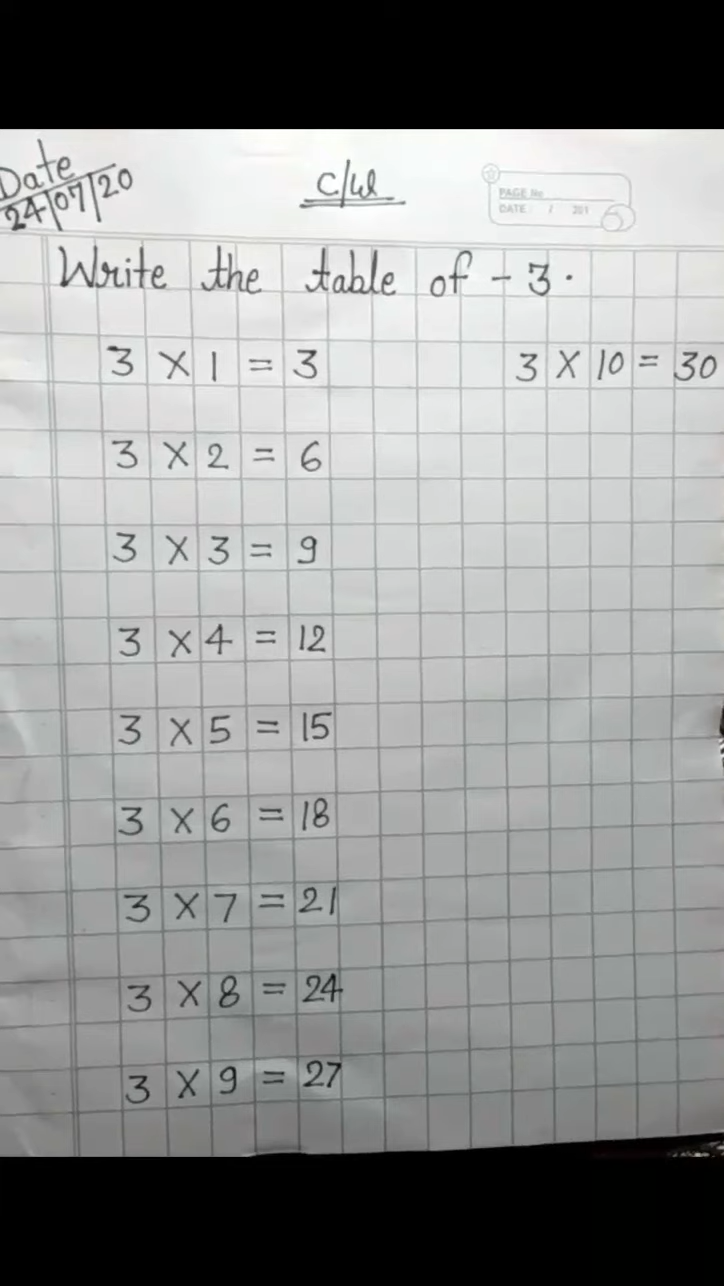 Date
24/07/20
c/w
PAGE No
DATE: / 201
Write the table of - 3.
3 X 1 = 3
3 X 2 = 6
3 X 3 = 9
3 X 4 = 12
3 X 5 = 15
3 X 6 = 18
3 X 7 = 21
3 X 8 = 24
3 X 9 = 27
3 X 10 = 30